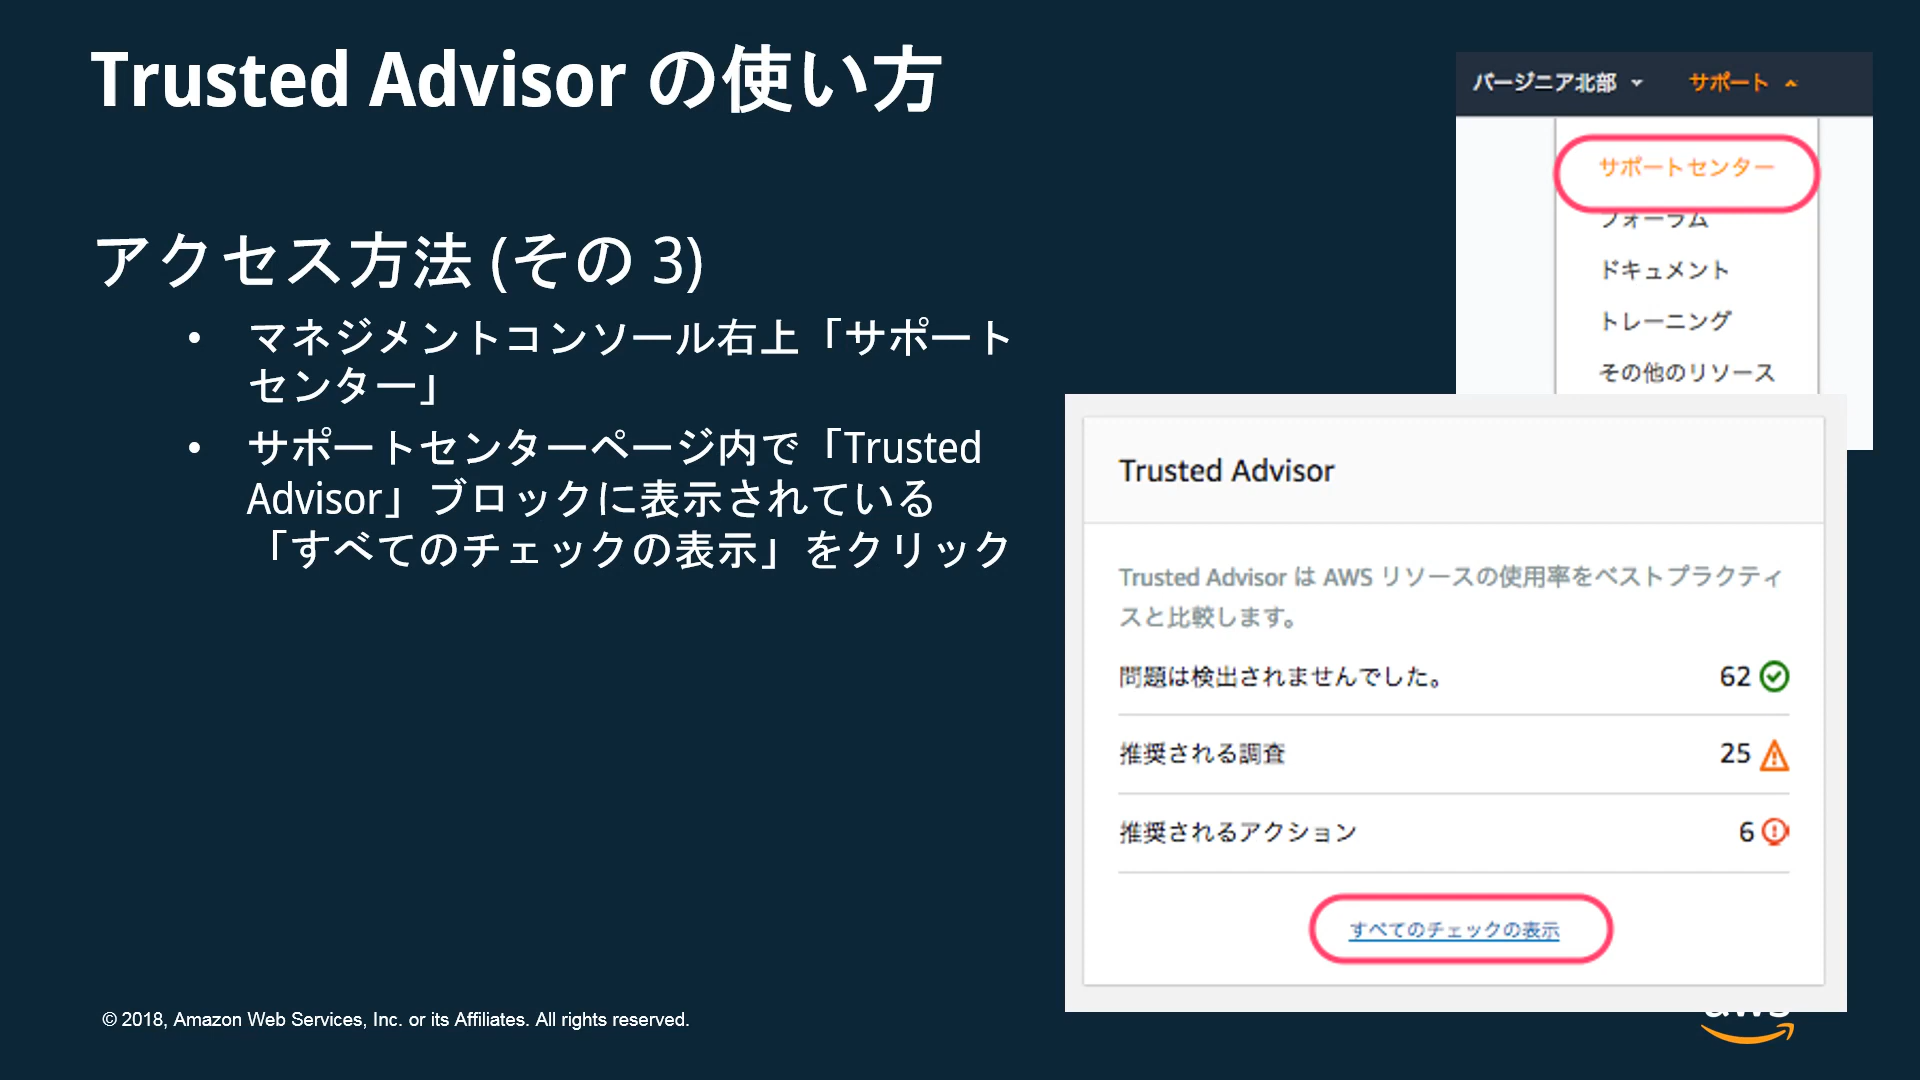 Trusted Advisor の使い方
アクセス方法 (その 3)
• マネジメントコンソール右上「サポート
センター」
• サポートセンターページ内で「Trusted
Advisor」ブロックに表示されている
「すべてのチェックの表示」をクリック
バージニア北部 サポート
サポートセンター
フォーラム
ドキュメント
トレーニング
その他のリソース
Trusted Advisor
Trusted Advisor は AWS リソースの使用率をベストプラクティ
スと比較します。
問題は検出されませんでした。 62
推奨される調査 25
推奨されるアクション 6
すべてのチェックの表示
© 2018, Amazon Web Services, Inc. or its Affiliates. All rights reserved.
aws